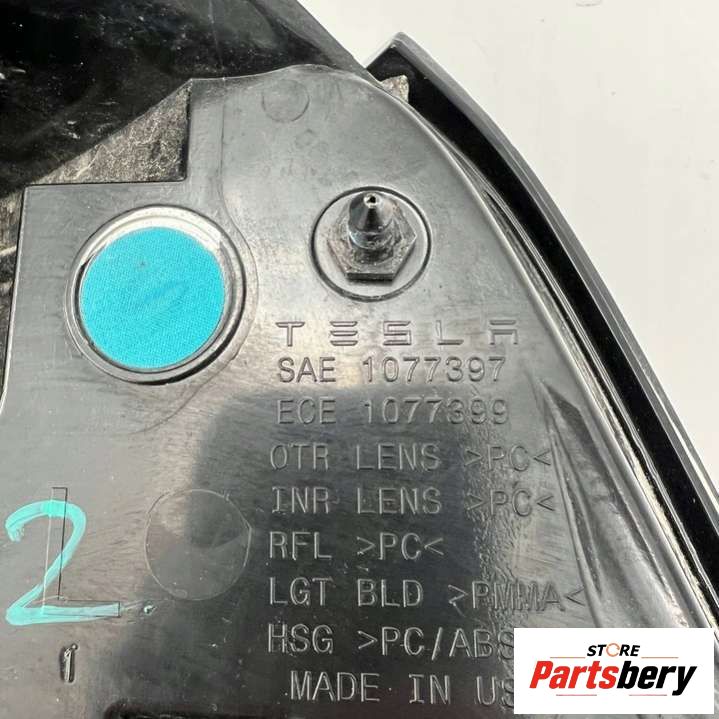 TESLA
SAE 1077397
ECE 1077399
OTR LENS >PC<
INR LENS >PC<
RFL >PC<
LGT BLD >PMMA<
HSG >PC/ABS
MADE IN US
L
2
1
STORE
Partsbery